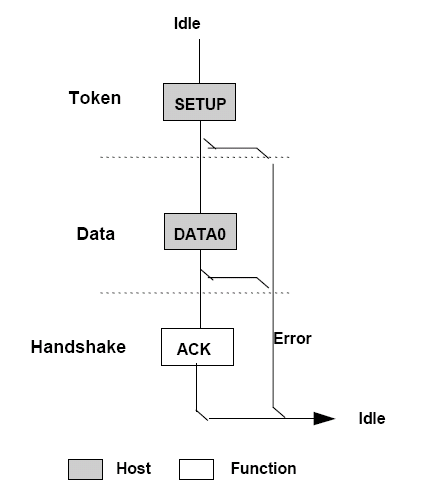 Idle
Token
SETUP
Data
DATA0
Error
Handshake
ACK
Idle
Host
Function